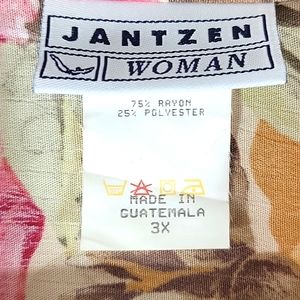 JANTZEN
WOMAN
75% RAYON
25% POLYESTER
MADE IN
GUATEMALA
3X